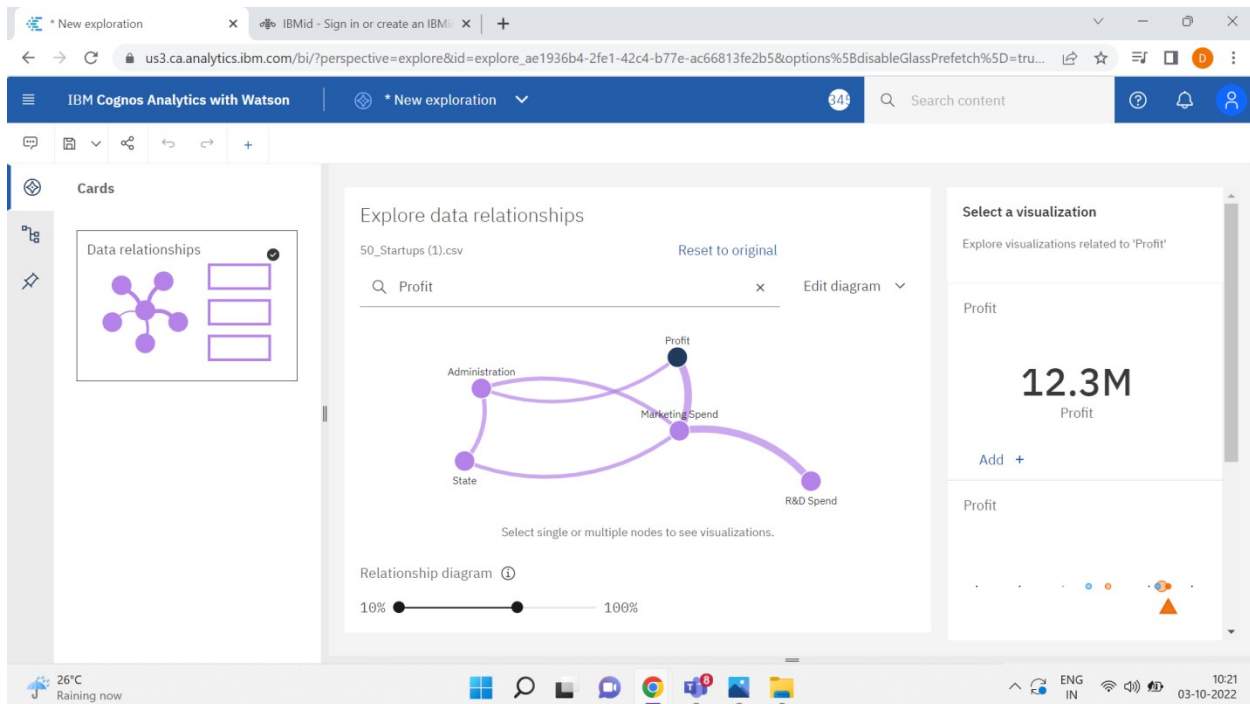 * New exploration
IBMid - Sign in or create an IBMi
us3.ca.analytics.ibm.com/bi/?perspective=explore&id=explore_ae1936b4-2fe1-42c4-b77e-ac66813fe2b5&options%5BdisableGlassPrefetch%5D=tru...
D
IBM Cognos Analytics with Watson
* New exploration
345
Search content
Cards
Data relationships
Explore data relationships
50_Startups (1).csv
Reset to original
Profit
Edit diagram
Profit
Administration
Marketing Spend
State
R&D Spend
Select single or multiple nodes to see visualizations.
Relationship diagram
10%
100%
Select a visualization
Explore visualizations related to 'Profit'
Profit
12.3M
Profit
Add +
Profit
26°C
Raining now
8
ENG
IN
10:21
03-10-2022